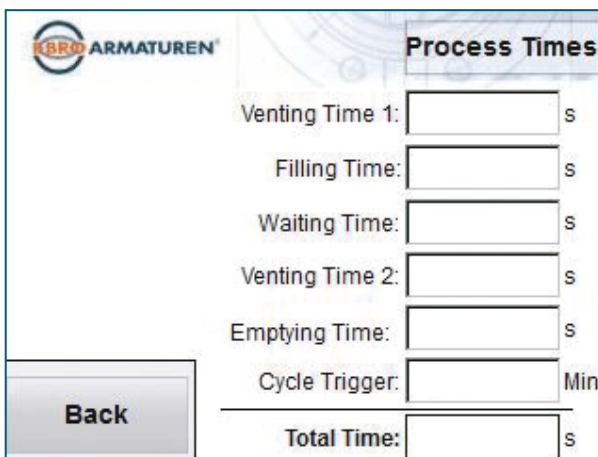 EBRO ARMATUREN®
Process Times
Venting Time 1: s
Filling Time: s
Waiting Time: s
Venting Time 2: s
Emptying Time: s
Cycle Trigger: Min
Back
Total Time: s